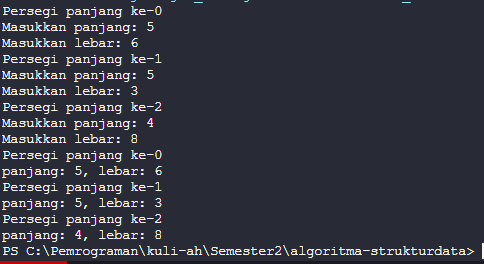 Persegi panjang ke-0
Masukkan panjang: 5
Masukkan lebar: 6
Persegi panjang ke-1
Masukkan panjang: 5
Masukkan lebar: 3
Persegi panjang ke-2
Masukkan panjang: 4
Masukkan lebar: 8
Persegi panjang ke-0
panjang: 5, lebar: 6
Persegi panjang ke-1
panjang: 5, lebar: 3
Persegi panjang ke-2
panjang: 4, lebar: 8
PS C:\Pemrograman\kuli-ah\Semester2\algoritma-strukturdata>